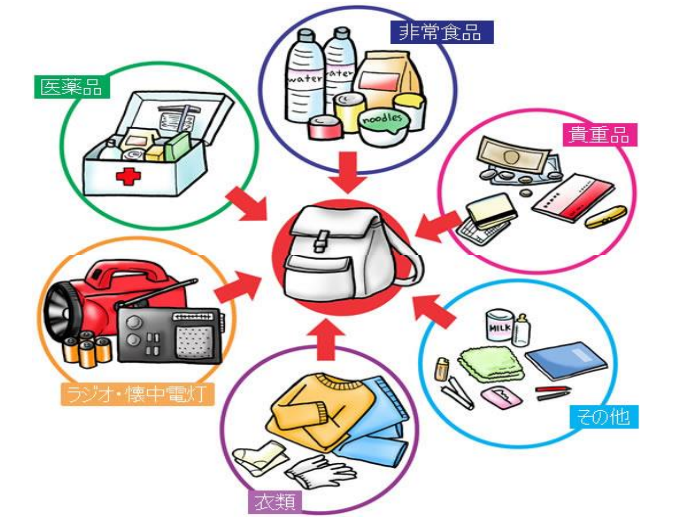 非常食品
医薬品
water
water
noodles
貴重品
ラジオ・懐中電灯
MILK
その他
衣類